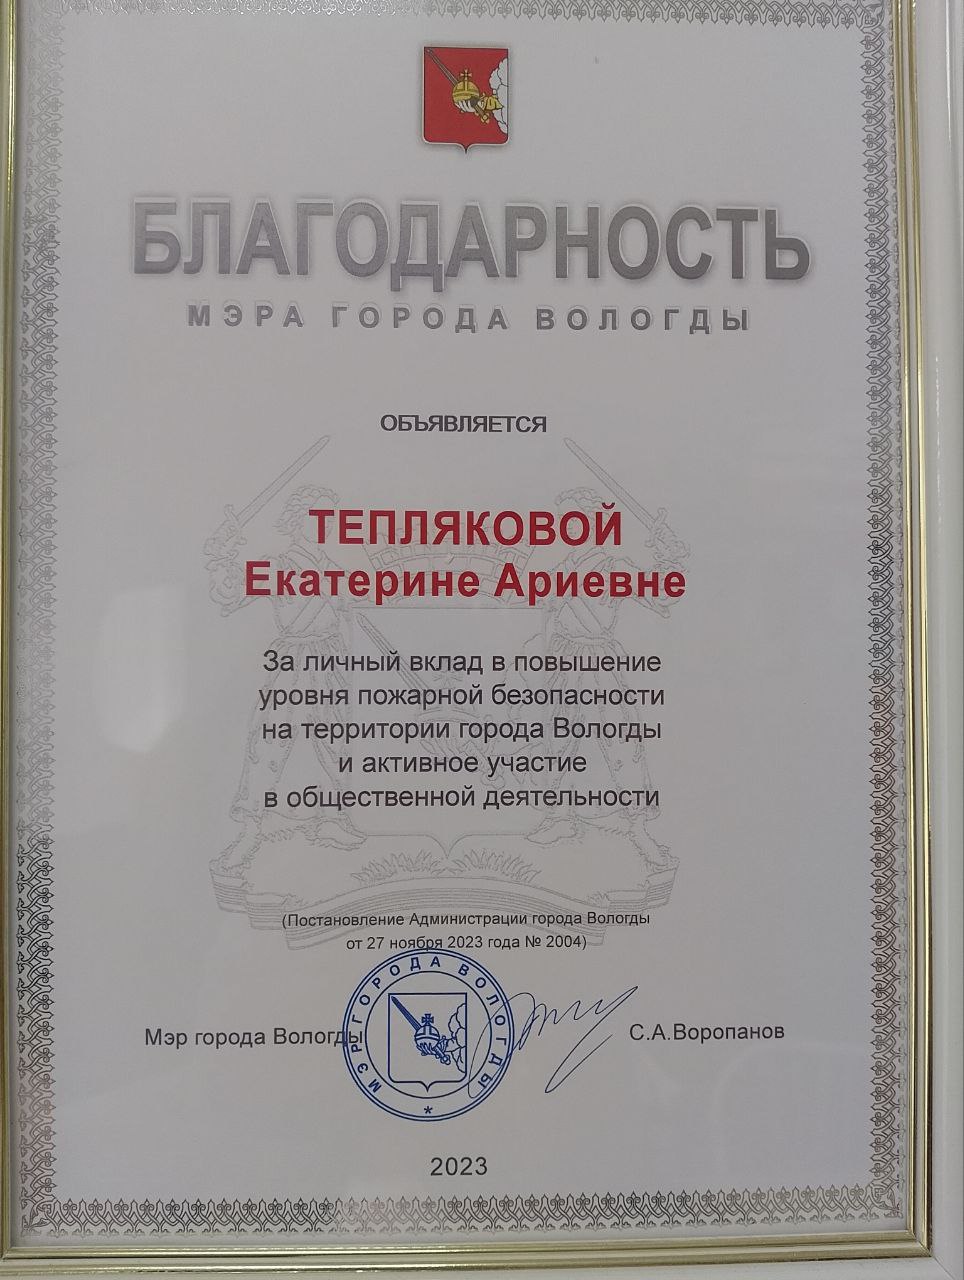 БЛАГОДАРНОСТЬ
МЭРА ГОРОДА ВОЛОГДЫ
ОБЪЯВЛЯЕТСЯ
ТЕПЛЯКОВОЙ
Екатерине Ариевне
За личный вклад в повышение
уровня пожарной безопасности
на территории города Вологды
и активное участие
в общественной деятельности
(Постановление Администрации города Вологды
от 27 ноября 2023 года № 2004)
Мэр города Вологды
МЭР ГОРОДА ВОЛОГДЫ
*
С.А.Воропанов
2023